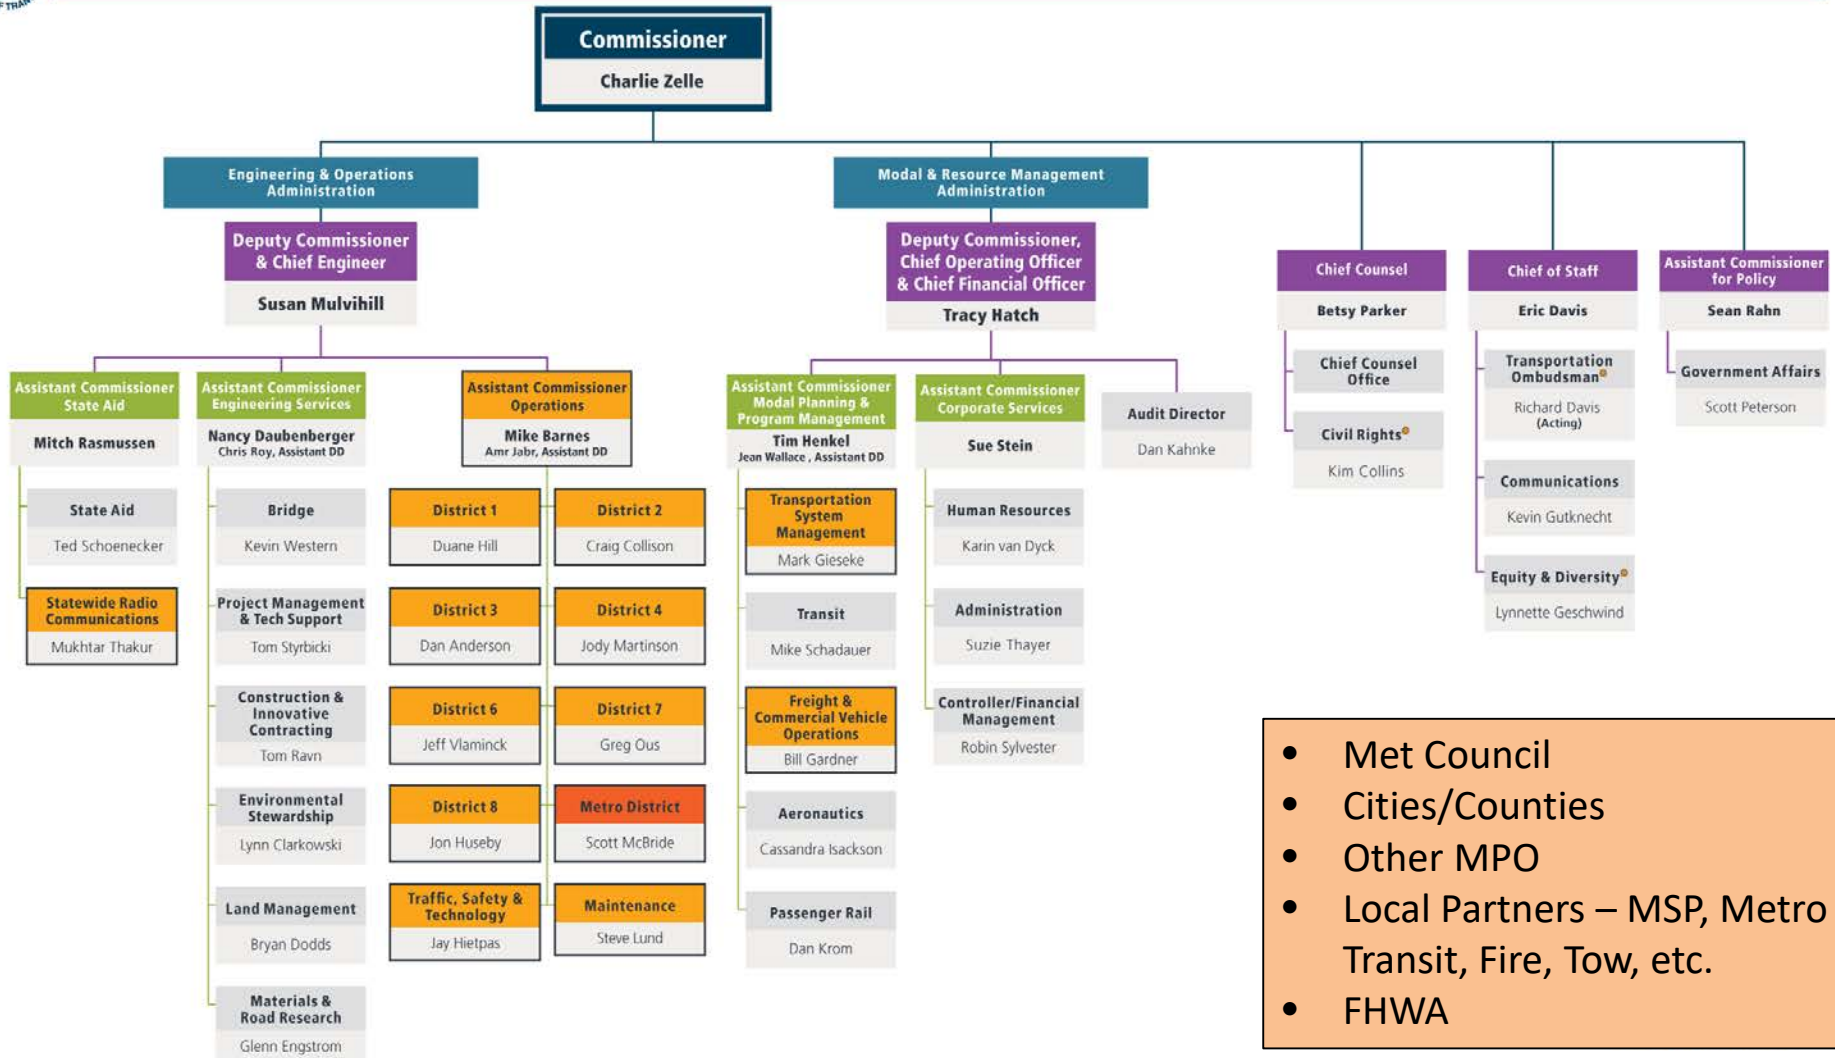 Commissioner
Charlie Zelle
Engineering & Operations
Administration
Deputy Commissioner
& Chief Engineer
Susan Mulvihill
Modal & Resource Management
Administration
Deputy Commissioner,
Chief Operating Officer
& Chief Financial Officer
Tracy Hatch
Chief Counsel
Betsy Parker
Chief Counsel
Office
Civil Rights
Kim Collins
Chief of Staff
Eric Davis
Transportation
Ombudsman
Richard Davis
(Acting)
Communications
Kevin Gutknecht
Equity & Diversity
Lynnette Geschwind
Assistant Commissioner
for Policy
Sean Rahn
Government Affairs
Scott Peterson
Assistant Commissioner
State Aid
Mitch Rasmussen
State Aid
Ted Schoenecker
Statewide Radio
Communications
Mukhtar Thakur
Assistant Commissioner
Engineering Services
Nancy Daubenberger
Chris Roy, Assistant DD
Bridge
Kevin Western
Project Management
& Tech Support
Tom Styrbicki
Construction &
Innovative
Contracting
Tom Ravn
Environmental
Stewardship
Lynn Clarkowski
Land Management
Bryan Dodds
Materials &
Road Research
Glenn Engstrom
Assistant Commissioner
Operations
Mike Barnes
Amr Jabr, Assistant DD
District 1
Duane Hill
District 2
Craig Collison
District 3
Dan Anderson
District 4
Jody Martinson
District 6
Jeff Vlaminck
District 7
Greg Ous
District 8
Jon Huseby
Metro District
Scott McBride
Traffic, Safety &
Technology
Jay Hietpas
Maintenance
Steve Lund
Assistant Commissioner
Modal Planning &
Program Management
Tim Henkel
Jean Wallace , Assistant DD
Transportation
System
Management
Mark Gieseke
Transit
Mike Schadauer
Freight &
Commercial Vehicle
Operations
Bill Gardner
Aeronautics
Cassandra Isackson
Passenger Rail
Dan Krom
Assistant Commissioner
Corporate Services
Sue Stein
Human Resources
Karin van Dyck
Administration
Suzie Thayer
Controller/Financial
Management
Robin Sylvester
Audit Director
Dan Kahnke
• Met Council
• Cities/Counties
• Other MPO
• Local Partners – MSP, Metro
Transit, Fire, Tow, etc.
• FHWA